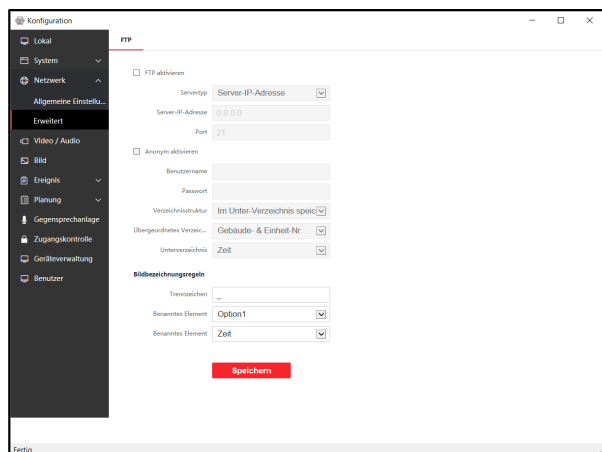 Konfiguration
Lokal
System
Netzwerk
Allgemeine Einstellu...
Erweitert
Video / Audio
Bild
Ereignis
Planung
Gegensprechanlage
Zugangskontrolle
Geräteverwaltung
Benutzer
FTP
FTP aktivieren
Servertyp Server-IP-Adresse
Server-IP-Adresse 0.0.0.0
Port 21
Anonym aktivieren
Benutzername
Passwort
Verzeichnisstruktur Im Unter-Verzeichnis speic
Übergeordnetes Verzeic... Gebäude- & Einheit-Nr.
Unterverzeichnis Zeit
Bildbezeichnungsregeln
Trennzeichen _
Benanntes Element Option1
Benanntes Element Zeit
Speichern
Fertig